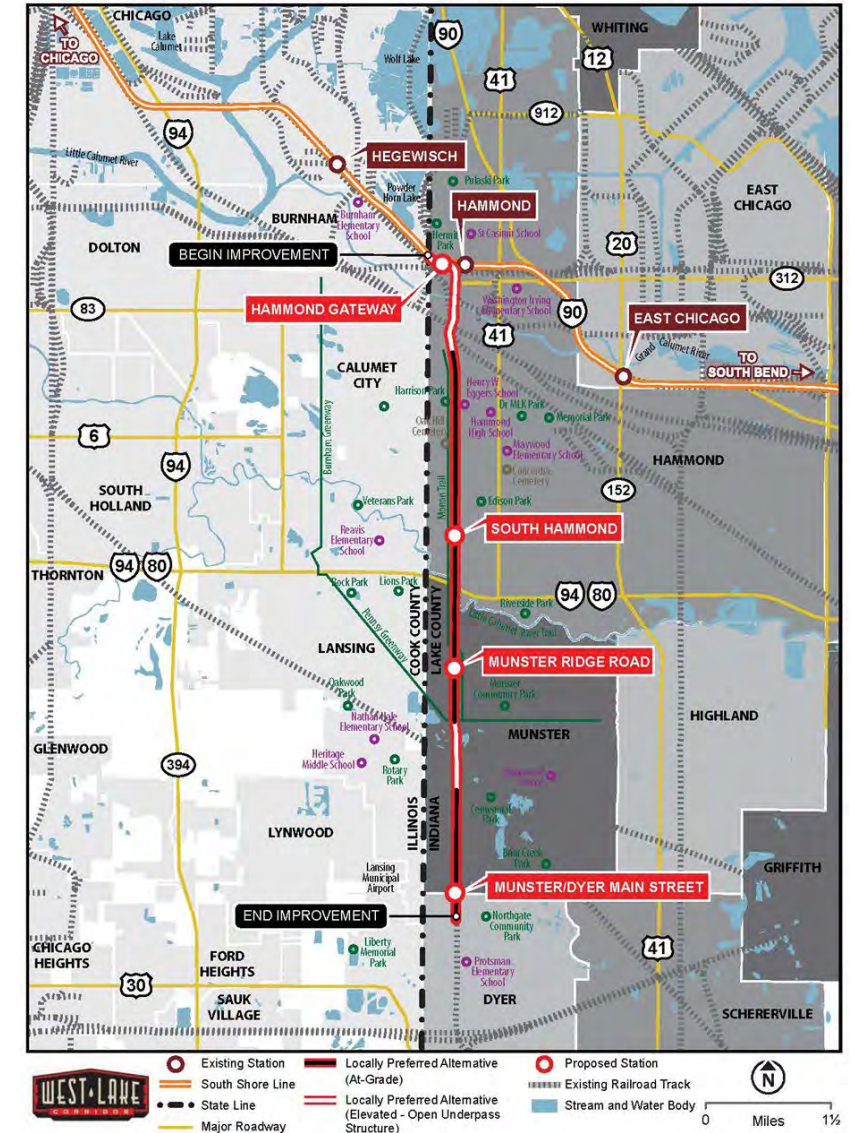 CHICAGO
WHITING
TO
CHICAGO
Lake
Calumet
Wolf Lake
90
12
41
912
94
Little Calumet River
HEGEWISCH
Pulaski Park
Powder
Horn Lake
HAMMOND
EAST
CHICAGO
BURNHAM
Burnham
Elementary
School
Hermit
Park
St Casimir School
DOLTON
20
BEGIN IMPROVEMENT
312
Washington Irving
Elementary School
HAMMOND GATEWAY
83
90
EAST CHICAGO
41
Grand Calumet River
TO
SOUTH BEND
CALUMET
CITY
Harrison Park
Henry W
Eggers School
Dr MLK Park
Memorial Park
Oak Hill
Cemetery
Hammond
High School
6
Burnham Greenway
Maywood
Elementary School
HAMMOND
94
Concordia
Cemetery
SOUTH
HOLLAND
152
Veterans Park
Monon Trail
Edison Park
Reavis
Elementary
School
SOUTH HAMMOND
THORNTON
94
80
Bock Park
Lions Park
94
80
Riverside Park
Little Calumet River Trail
COOK COUNTY
LAKE COUNTY
Pennsy Greenway
LANSING
MUNSTER RIDGE ROAD
Oakwood
Park
Munster
Community Park
Nathan Hale
Elementary School
HIGHLAND
MUNSTER
GLENWOOD
Heritage
Middle School
394
Rotary
Park
Centennial
Park
ILLINOIS
INDIANA
LYNWOOD
Lansing
Municipal
Airport
Park
GRIFFITH
MUNSTER/DYER MAIN STREET
END IMPROVEMENT
Northgate
Community
Park
CHICAGO
HEIGHTS
FORD
HEIGHTS
Liberty
Memorial
Park
41
Protsman
Elementary
School
30
SAUK
VILLAGE
DYER
SCHERERVILLE
WEST LAKE
CORRIDOR
Existing Station
South Shore Line
State Line
Major Roadway
Locally Preferred Alternative
(At-Grade)
Locally Preferred Alternative
(Elevated - Open Underpass
Structure)
Proposed Station
Existing Railroad Track
Stream and Water Body
N
0 Miles 1½